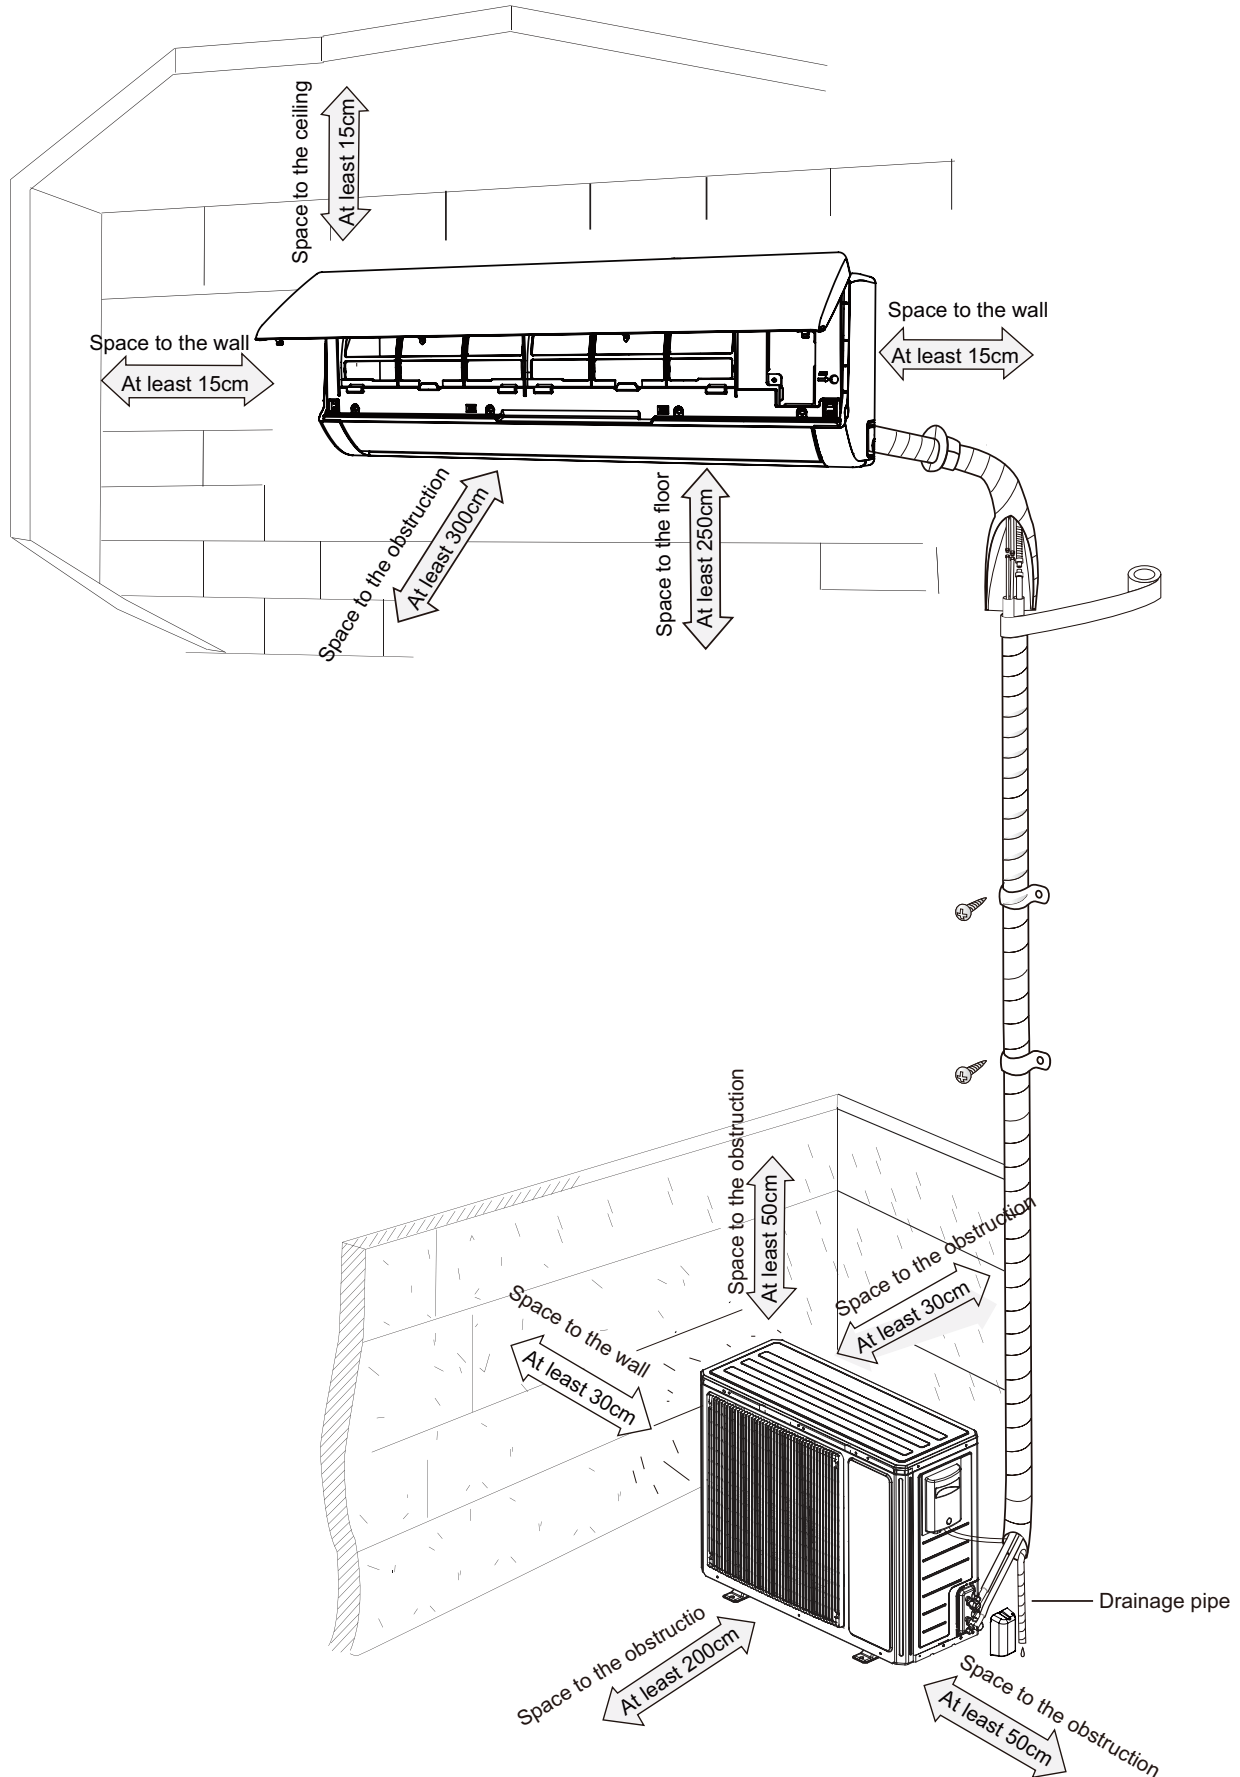 Space to the ceiling
At least 15cm
Space to the wall
At least 15cm
Space to the wall
At least 15cm
Space to the obstruction
At least 300cm
Space to the floor
At least 250cm
Space to the obstruction
At least 50cm
Space to the obstruction
At least 30cm
Space to the wall
At least 30cm
Drainage pipe
Space to the obstructio
At least 200cm
Space to the obstruction
At least 50cm